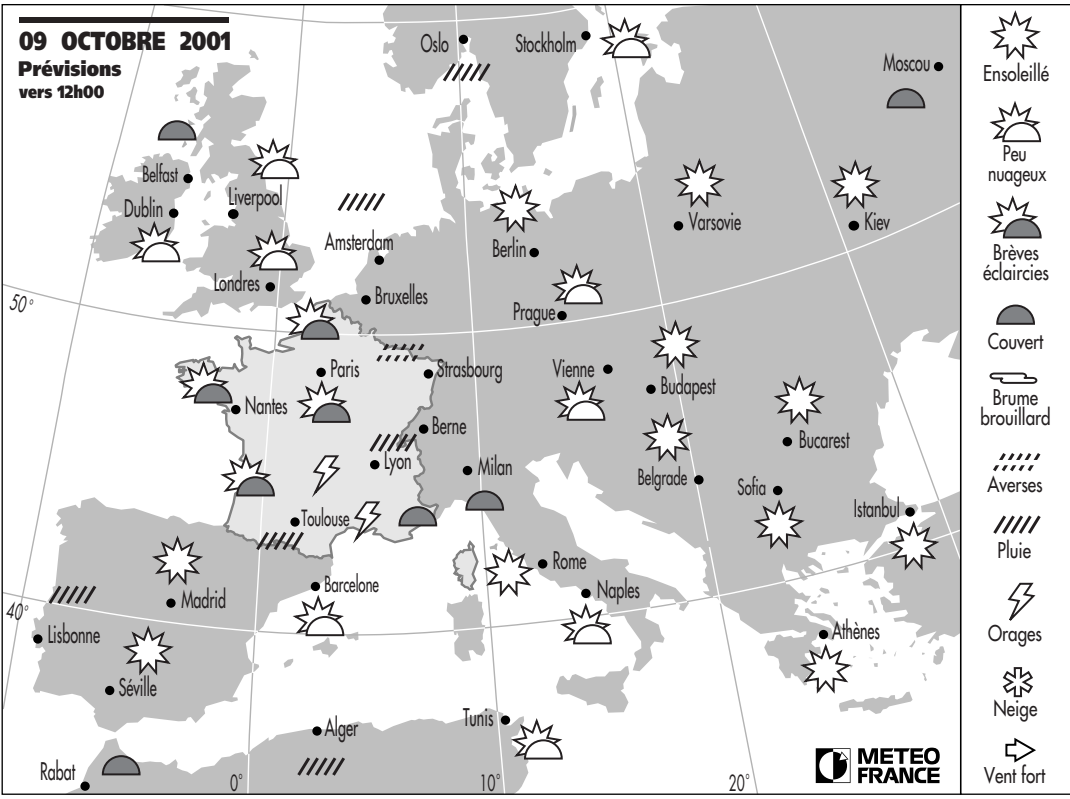 09 OCTOBRE 2001
Prévisions
vers 12h00
Oslo
Stockholm
Moscou
Belfast
Dublin
Liverpool
Amsterdam
Londres
Bruxelles
Berlin
Varsovie
Kiev
Prague
50°
Paris
Strasbourg
Vienne
Budapest
Nantes
Berne
Bucarest
Lyon
Milan
Belgrade
Sofia
Istanbul
Toulouse
Rome
Barcelone
Naples
Madrid
40°
Lisbonne
Athènes
Séville
Tunis
Alger
Rabat
0°
10°
20°
METEO
FRANCE
Ensoleillé
Peu
nuageux
Brèves
éclaircies
Couvert
Brume
brouillard
Averses
Pluie
Orages
Neige
Vent fort